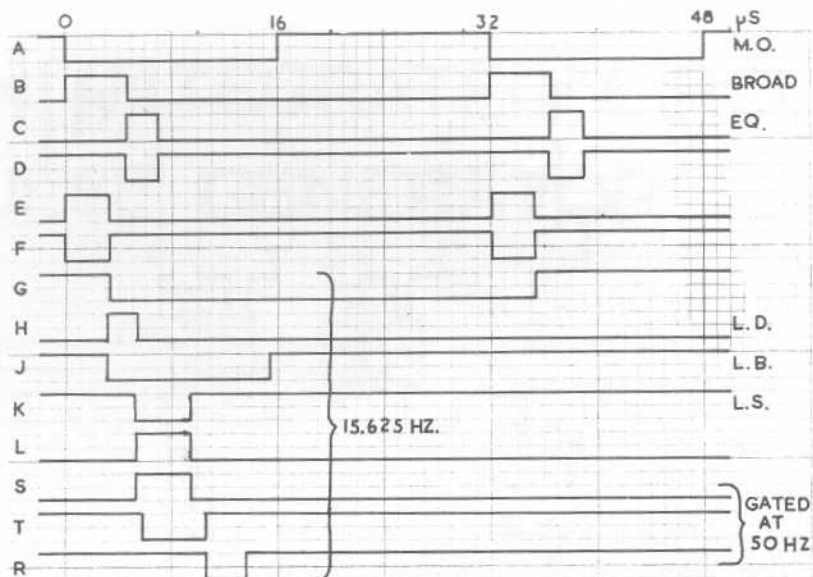 0 16 32 48 µS
A M.O.
B BROAD
C EQ.
D
E
F
G
H L.D.
J L.B.
K L.S.
15.625 HZ.
L
S
T
R
GATED
AT
50 HZ